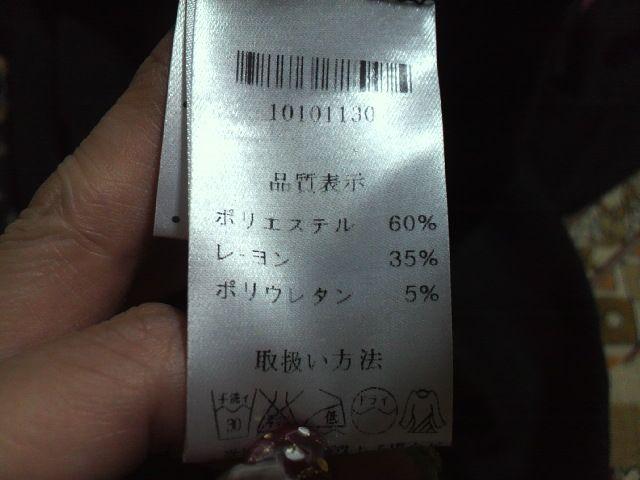 10101130
品質表示
ポリエステル 60%
レーヨン 35%
ポリウレタン 5%
取扱い方法
手洗イ 30 低 ドライ